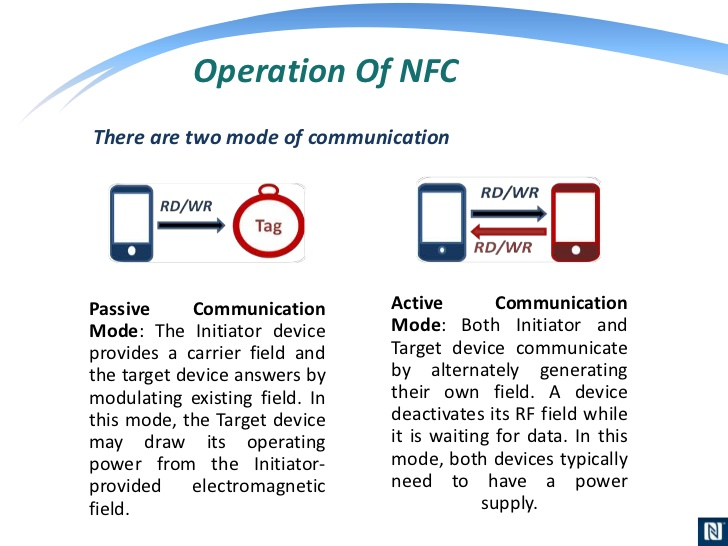 Operation Of NFC
There are two mode of communication
RD/WR
Tag
RD/WR
RD/WR
Passive Communication
Mode: The Initiator device
provides a carrier field and
the target device answers by
modulating existing field. In
this mode, the Target device
may draw its operating
power from the Initiator-
provided electromagnetic
field.
Active Communication
Mode: Both Initiator and
Target device communicate
by alternately generating
their own field. A device
deactivates its RF field while
it is waiting for data. In this
mode, both devices typically
need to have a power
supply.